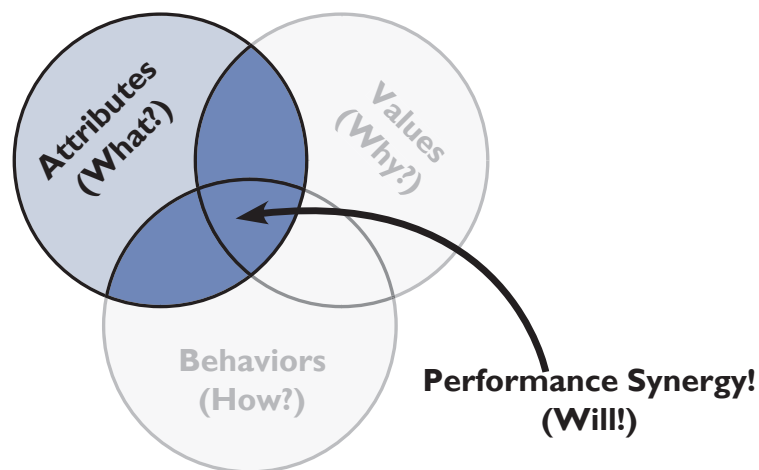 Attributes
(What?)
Values
(Why?)
Behaviors
(How?)
Performance Synergy!
(Will!)